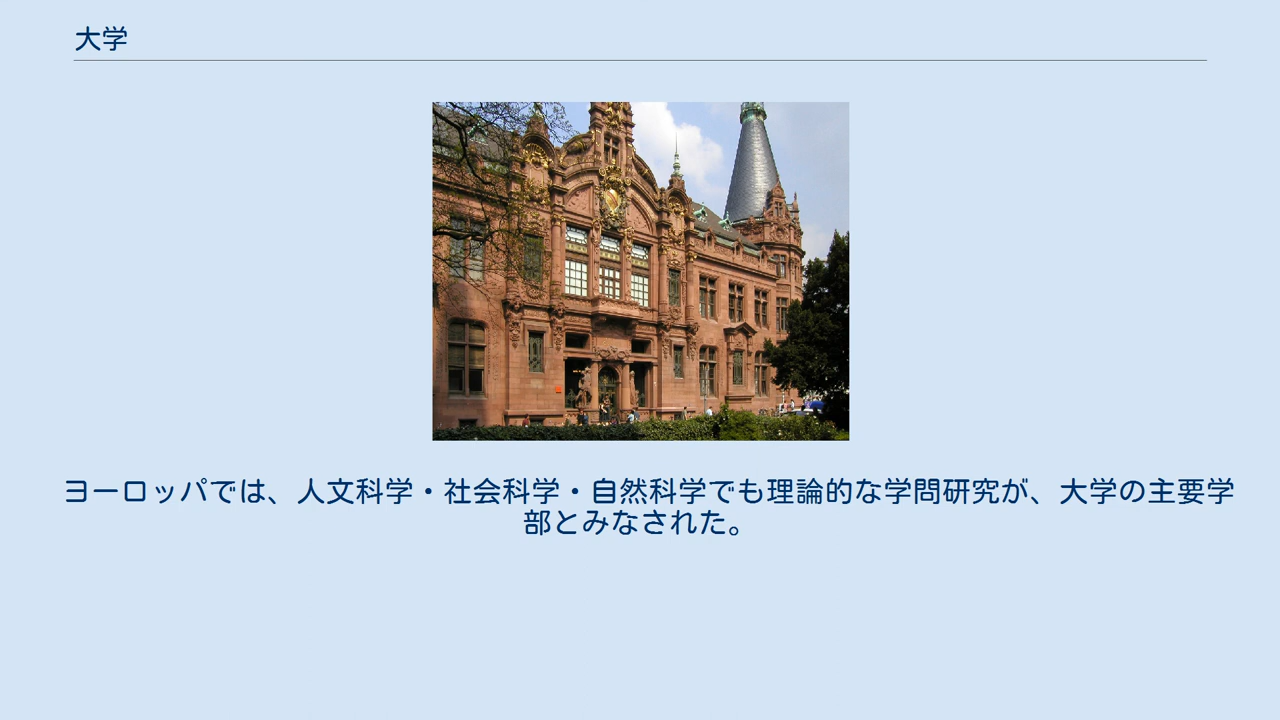 大学
ヨーロッパでは、人文科学・社会科学・自然科学でも理論的な学問研究が、大学の主要学
部とみなされた。